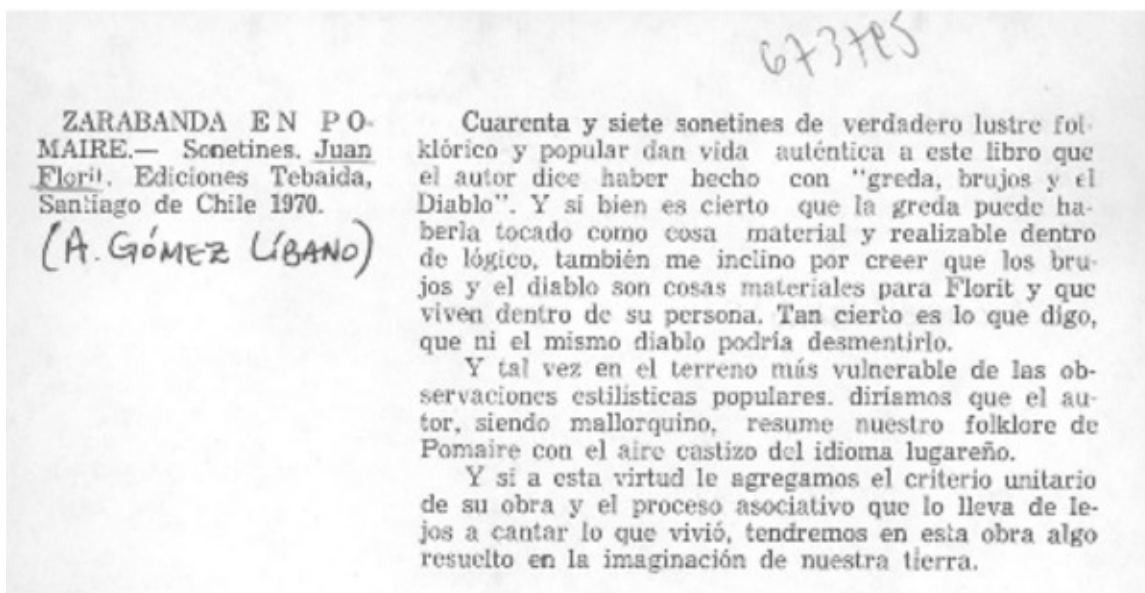 673795
ZARABANDA EN PO-
MAIRE.— Sonetines. Juan
Florit. Ediciones Tebaida,
Santiago de Chile 1970.
(A. GÓMEZ LÍBANO)
Cuarenta y siete sonetines de verdadero lustre fol-
klórico y popular dan vida auténtica a este libro que
el autor dice haber hecho con "greda, brujos y el
Diablo". Y si bien es cierto que la greda puede ha-
berla tocado como cosa material y realizable dentro
de lógico, también me inclino por creer que los bru-
jos y el diablo son cosas materiales para Florit y que
viven dentro de su persona. Tan cierto es lo que digo,
que ni el mismo diablo podría desmentirlo.
Y tal vez en el terreno más vulnerable de las ob-
servaciones estilísticas populares. diríamos que el au-
tor, siendo mallorquino, resume nuestro folklore de
Pomaire con el aire castizo del idioma lugareño.
Y si a esta virtud le agregamos el criterio unitario
de su obra y el proceso asociativo que lo lleva de le-
jos a cantar lo que vivió, tendremos en esta obra algo
resuelto en la imaginación de nuestra tierra.